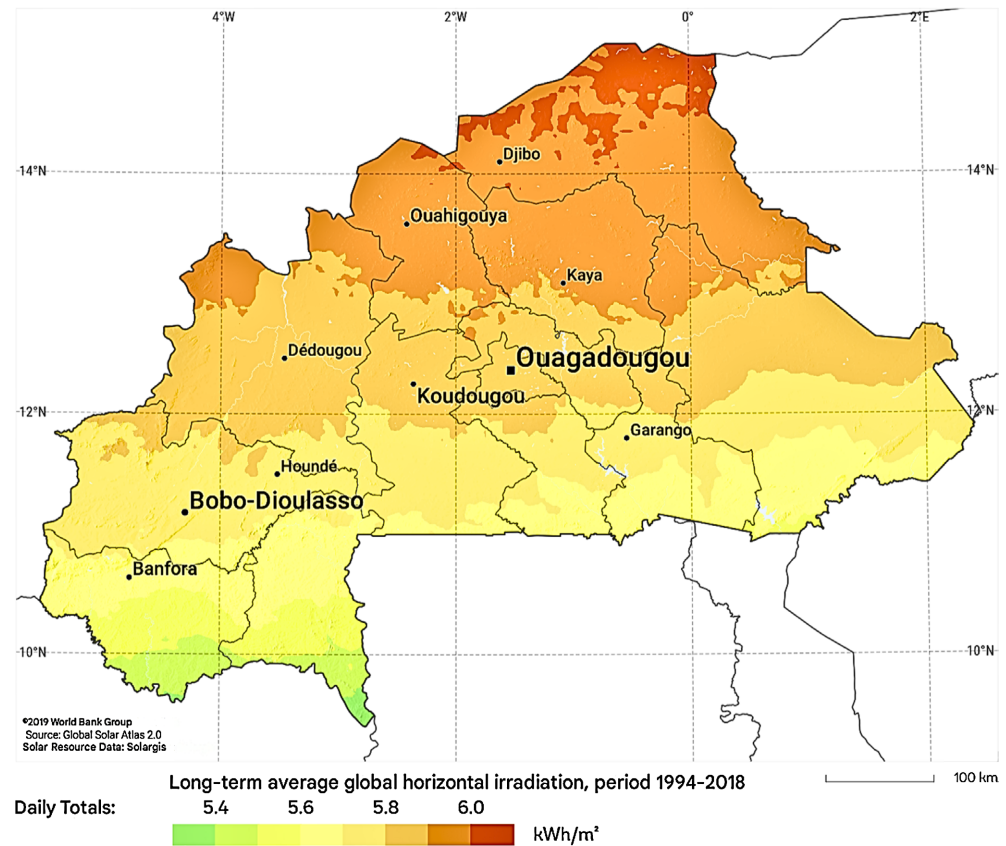 4°W 2°W 0° 2°E
Djibo
14°N 14°N
Ouahigouya
Kaya
Dédougou
Ouagadougou
Koudougou
12°N 12°N
Garango
Houndé
Bobo-Dioulasso
Banfora
10°N 10°N
©2019 World Bank Group
Source: Global Solar Atlas 2.0
Solar Resource Data: Solargis
Long-term average global horizontal irradiation, period 1994-2018
100 km
Daily Totals: 5.4 5.6 5.8 6.0
kWh/m²